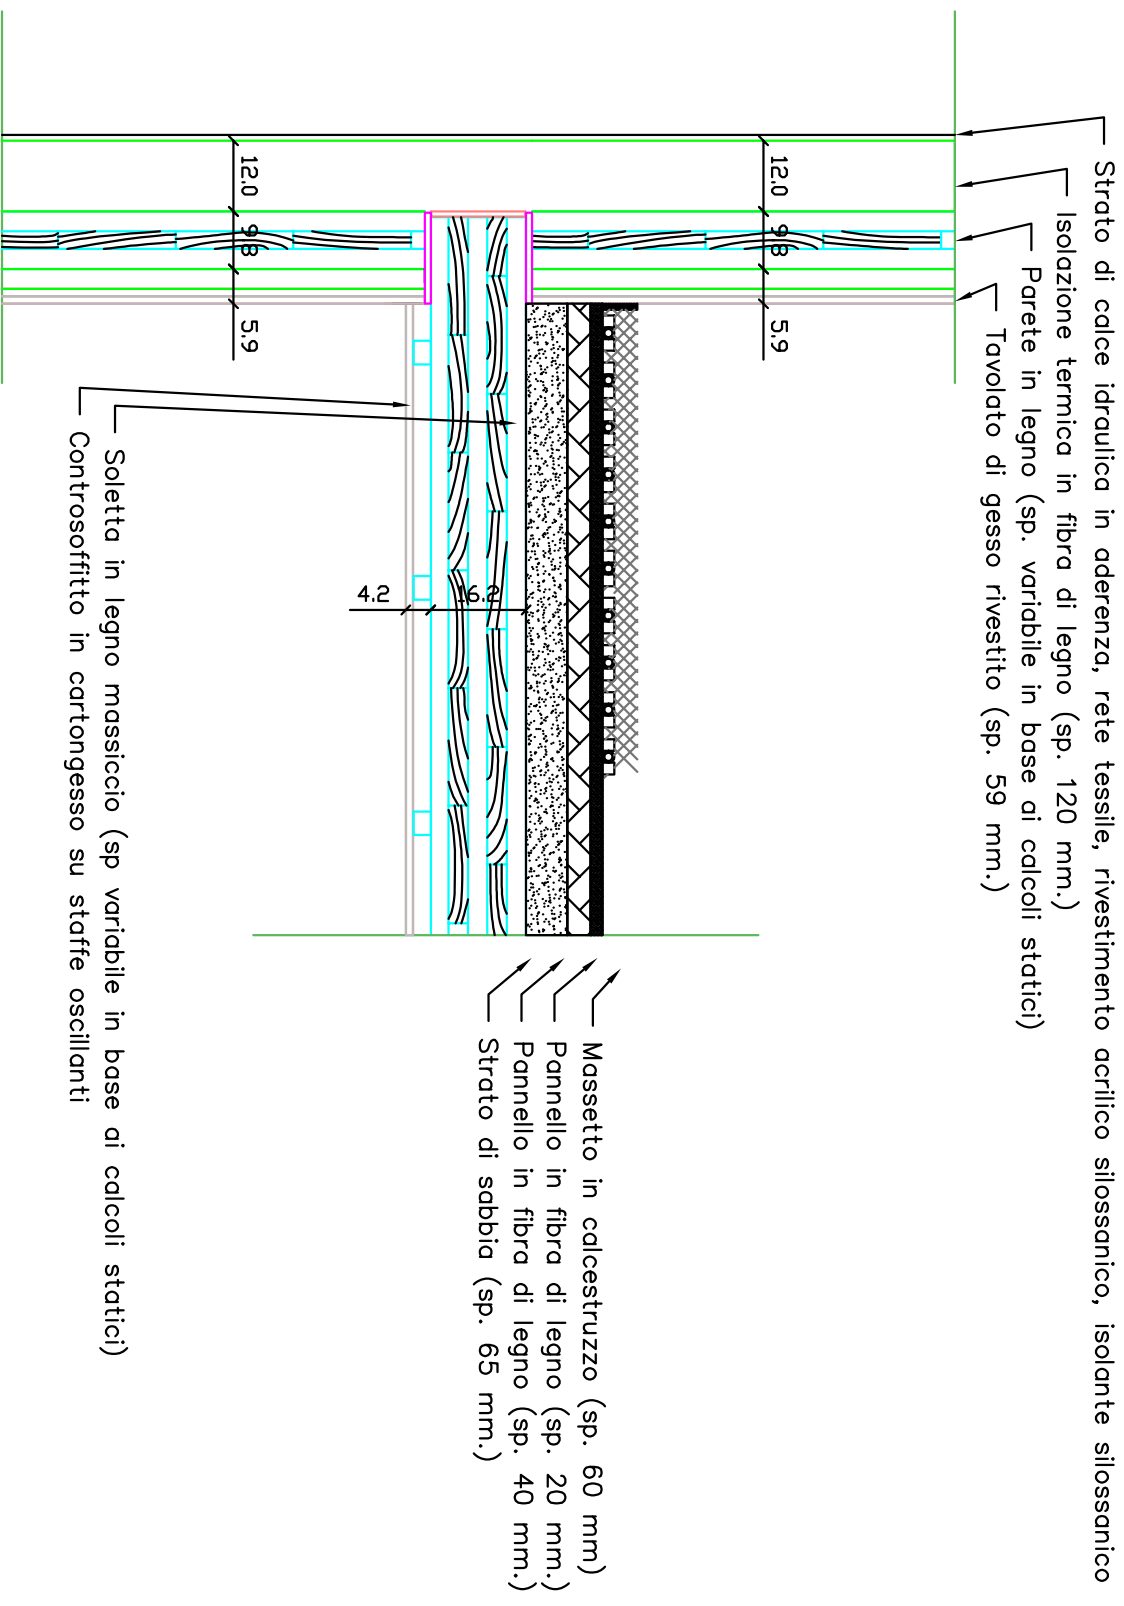 Strato di calce idraulica in aderenza, rete tessile, rivestimento acrilico silossanico, isolante silossanico
Isolazione termica in fibra di legno (sp. 120 mm.)
Parete in legno (sp. variabile in base ai calcoli statici)
Tavolato di gesso rivestito (sp. 59 mm.)
12.0
9.8
5.9
Massetto in calcestruzzo (sp. 60 mm)
Pannello in fibra di legno (sp. 20 mm.)
Pannello in fibra di legno (sp. 40 mm.)
Strato di sabbia (sp. 65 mm.)
16.2
4.2
12.0
9.8
5.9
Soletta in legno massiccio (sp variabile in base ai calcoli statici)
Controsoffitto in cartongesso su staffe oscillanti